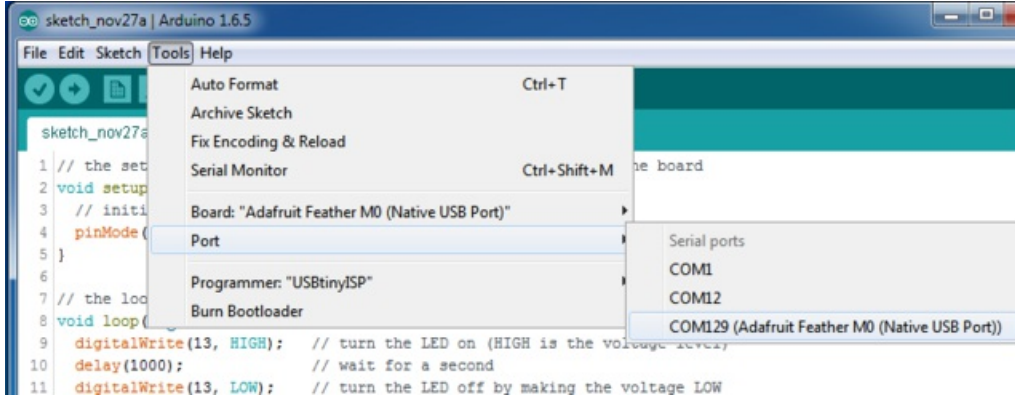 sketch_nov27a | Arduino 1.6.5
File Edit Sketch Tools Help
sketch_nov27a
Auto Format Ctrl+T
Archive Sketch
Fix Encoding & Reload
Serial Monitor Ctrl+Shift+M
Board: "Adafruit Feather M0 (Native USB Port)"
Port
Programmer: "USBtinyISP"
Burn Bootloader
Serial ports
COM1
COM12
COM129 (Adafruit Feather M0 (Native USB Port))
1 // the set he board
2 void setup
3 // initi
4 pinMode(
5 }
6
7 // the loo
8 void loop(
9 digitalWrite(13, HIGH); // turn the LED on (HIGH is the voltage level)
10 delay(1000); // wait for a second
11 digitalWrite(13, LOW); // turn the LED off by making the voltage LOW